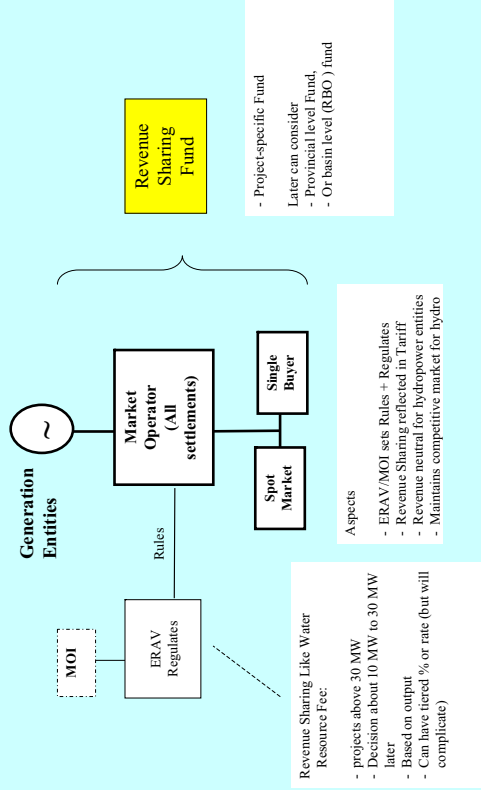 Generation
Entities
~
MOI
ERAV
Regulates
Rules
Market
Operator
(All
settlements)
Spot
Market
Single
Buyer
Revenue
Sharing
Fund
Revenue Sharing Like Water
Resource Fee:
- projects above 30 MW
- Decision about 10 MW to 30 MW
later
- Based on output
- Can have tiered % or rate (but will
complicate)
Aspects
- ERAV/MOI sets Rules + Regulates
- Revenue Sharing reflected in Tariff
- Revenue neutral for hydropower entities
- Maintains competitive market for hydro
- Project-specific Fund
Later can consider
- Provincial level Fund,
- Or basin level (RBO ) fund